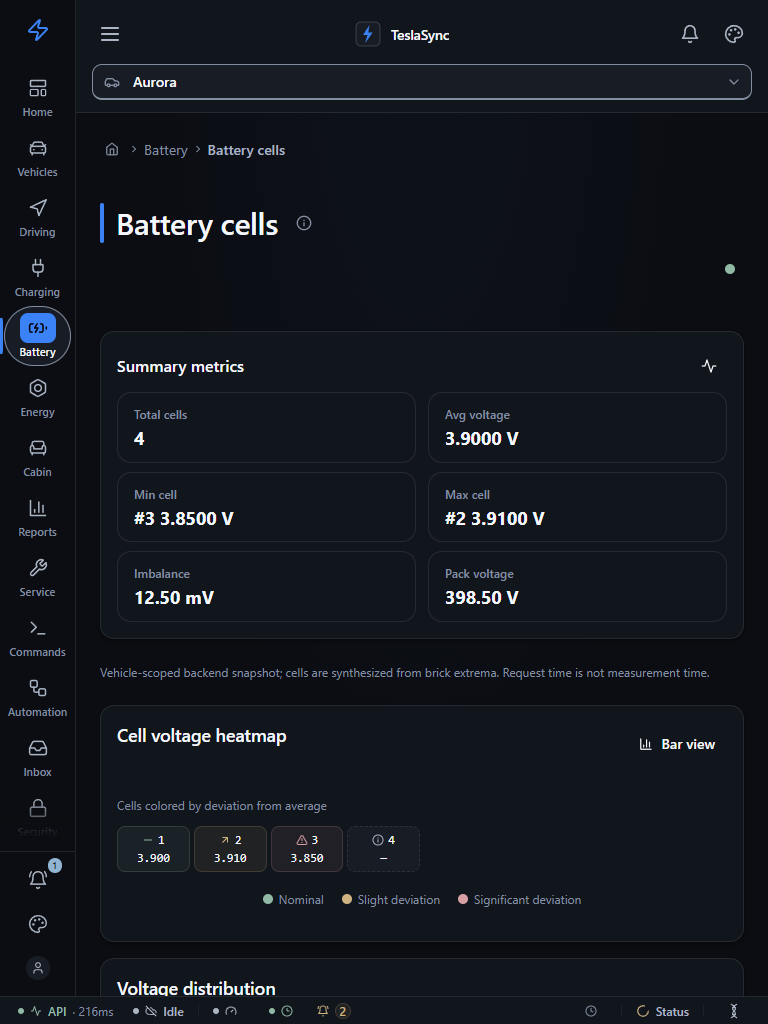 TeslaSync
Aurora
Home
Vehicles
Driving
Charging
Battery
Energy
Cabin
Reports
Service
Commands
Automation
Inbox
Security
1
Battery > Battery cells
Battery cells
Summary metrics
Total cells
4
Avg voltage
3.9000 V
Min cell
#3 3.8500 V
Max cell
#2 3.9100 V
Imbalance
12.50 mV
Pack voltage
398.50 V
Vehicle-scoped backend snapshot; cells are synthesized from brick extrema. Request time is not measurement time.
Cell voltage heatmap
Bar view
Cells colored by deviation from average
1
3.900
2
3.910
3
3.850
4
—
Nominal
Slight deviation
Significant deviation
Voltage distribution
API · 216ms
Idle
2
Status